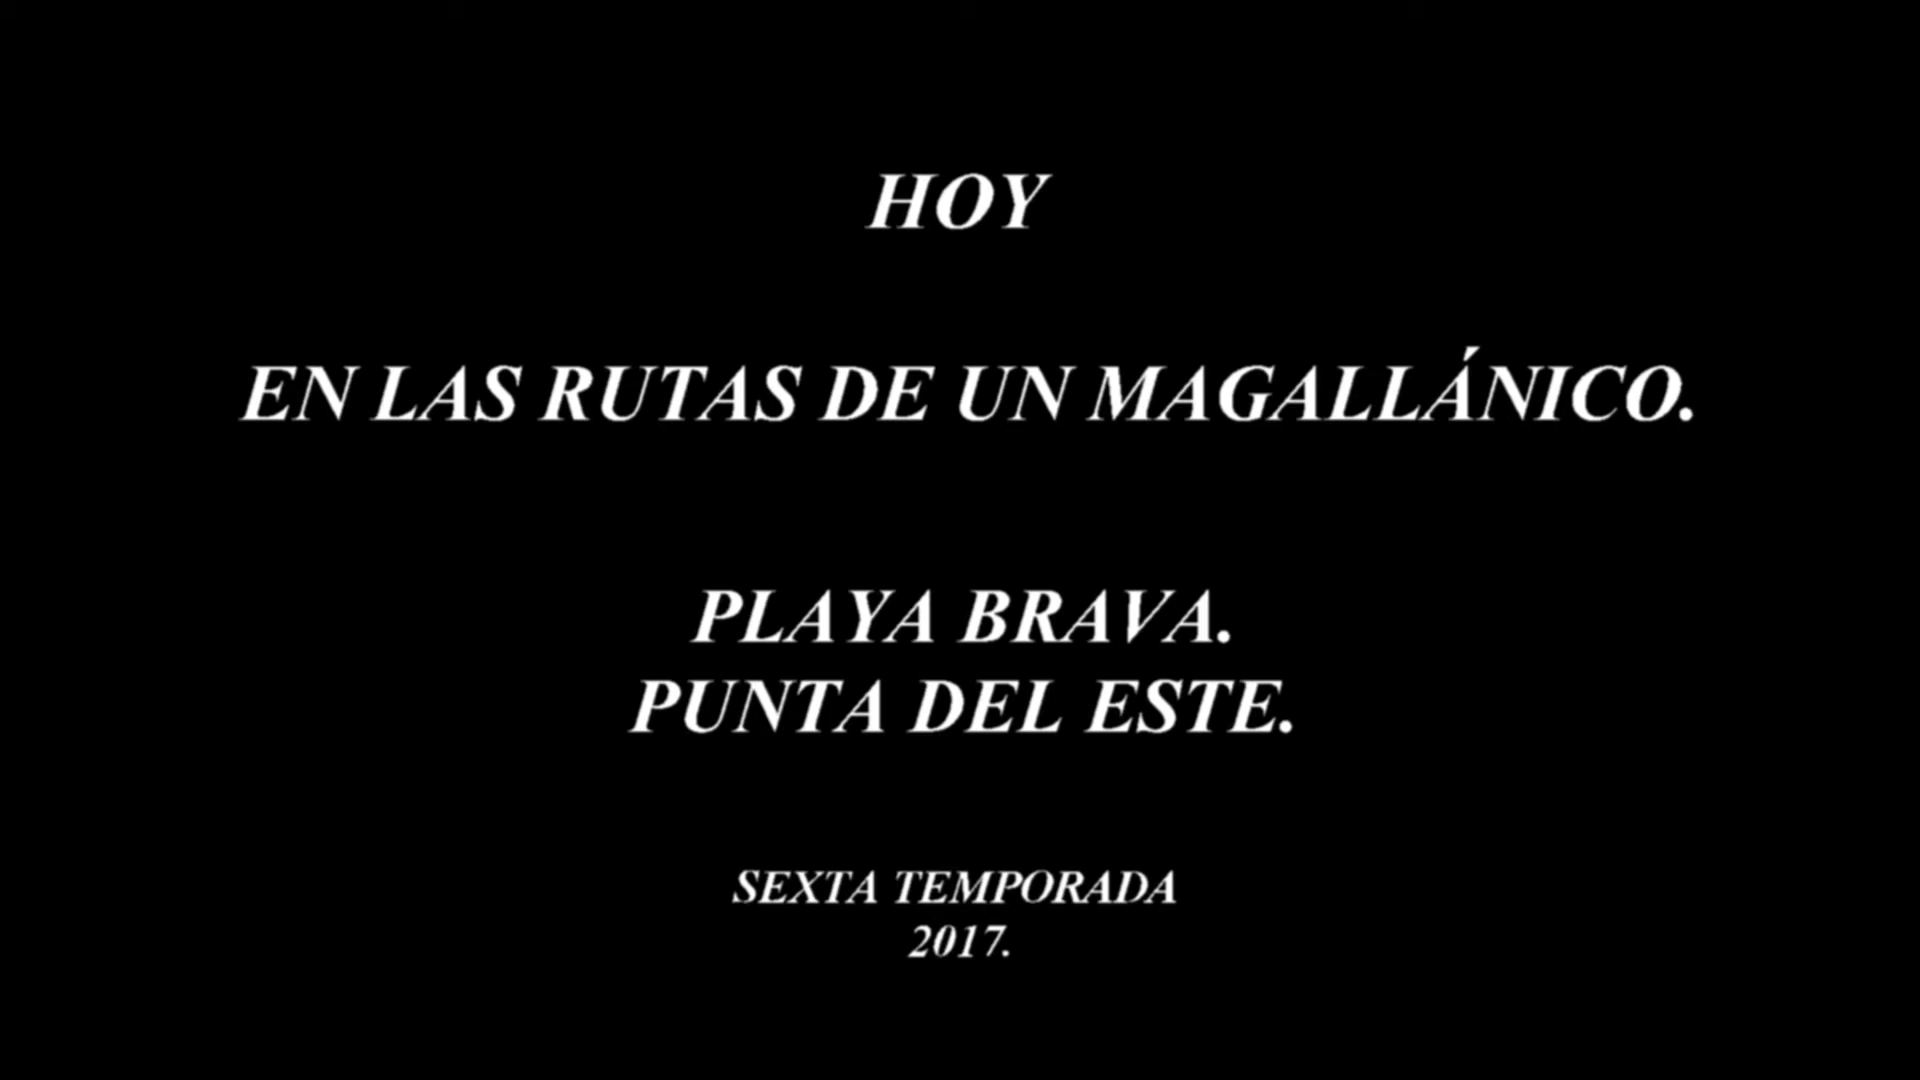 HOY
EN LAS RUTAS DE UN MAGALLÁNICO.
PLAYA BRAVA.
PUNTA DEL ESTE.
SEXTA TEMPORADA
2017.